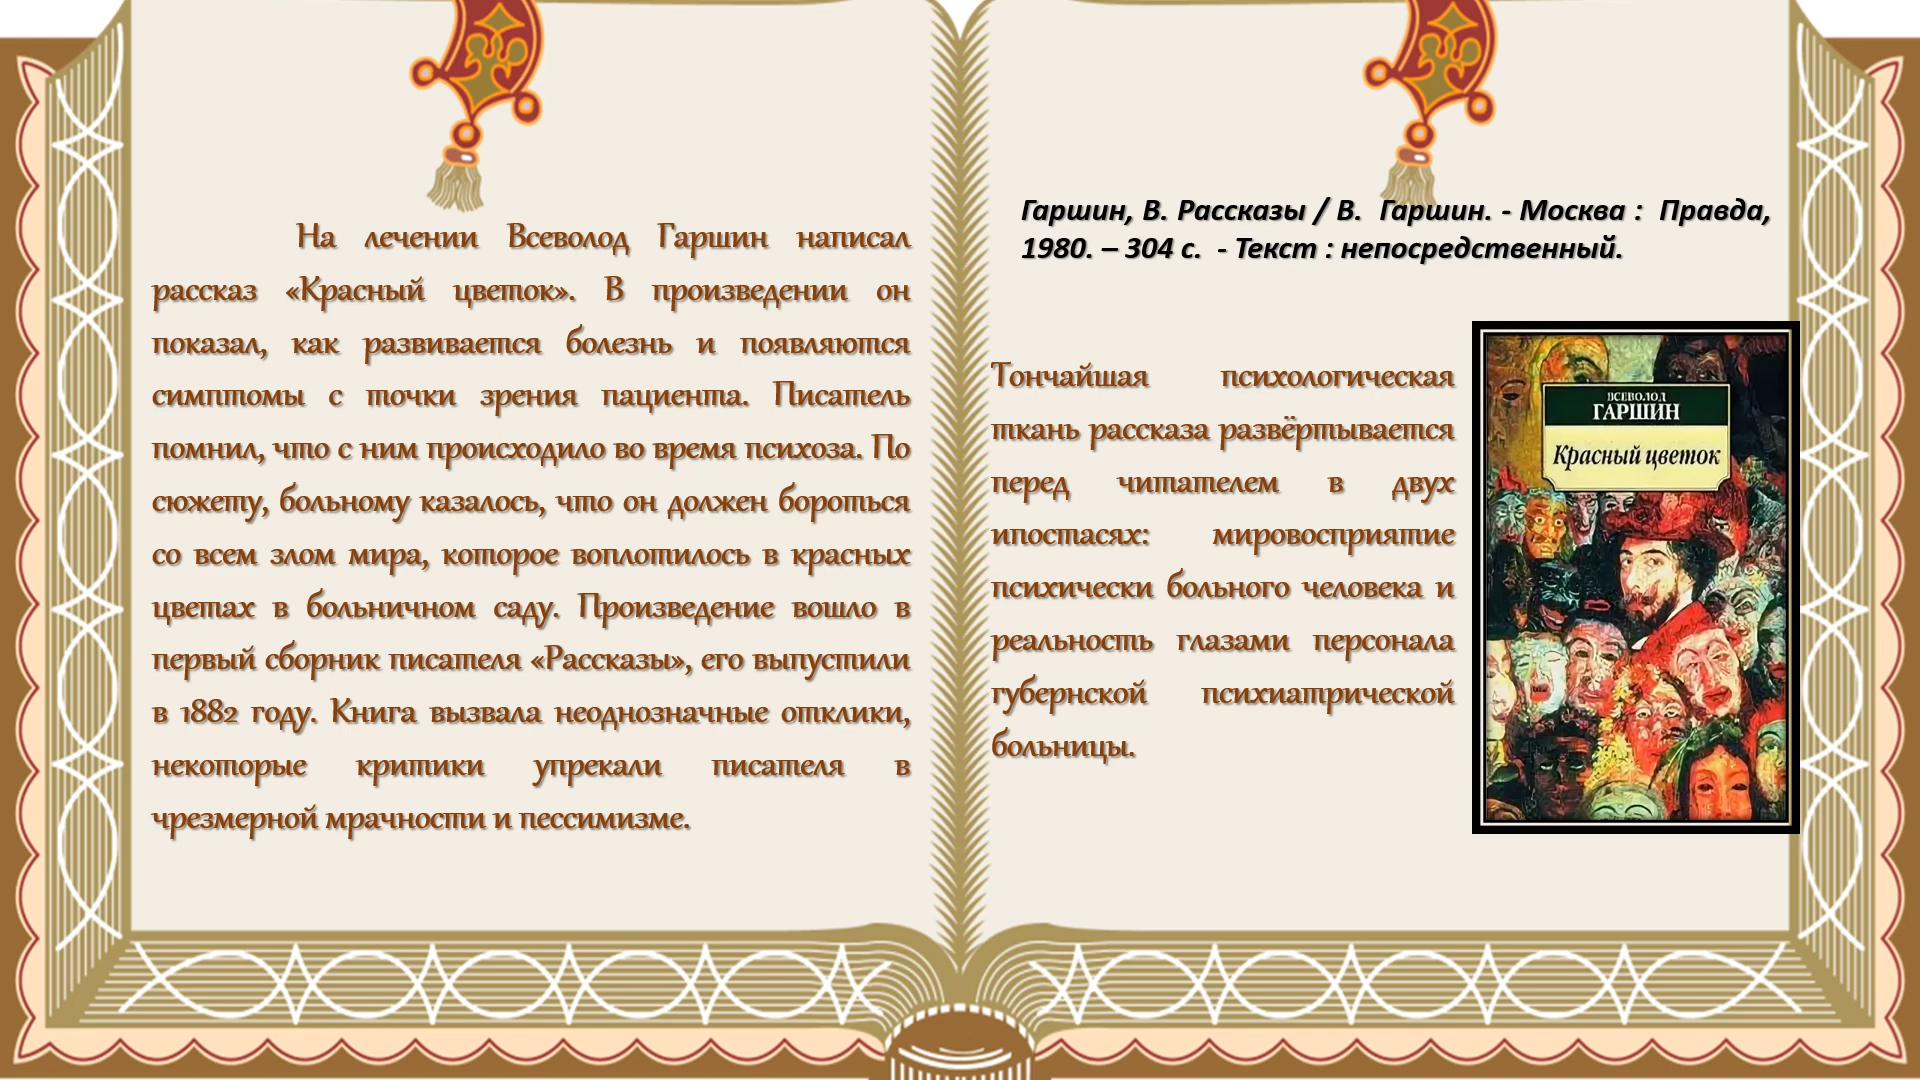 На лечении Всеволод Гаршин написал
рассказ «Красный цветок». В произведении он
показал, как развивается болезнь и появляются
симптомы с точки зрения пациента. Писатель
помнил, что с ним происходило во время психоза. По
сюжету, больному казалось, что он должен бороться
со всем злом мира, которое воплотилось в красных
цветах в больничном саду. Произведение вошло в
первый сборник писателя «Рассказы», его выпустили
в 1882 году. Книга вызвала неоднозначные отклики,
некоторые критики упрекали писателя в
чрезмерной мрачности и пессимизме.
Гаршин, В. Рассказы / В. Гаршин. - Москва : Правда,
1980. – 304 с. - Текст : непосредственный.
Тончайшая психологическая
ткань рассказа развёртывается
перед читателем в двух
ипостасях: мировосприятие
психически больного человека и
реальность глазами персонала
губернской психиатрической
больницы.
ВСЕВОЛОД
ГАРШИН
Красный цветок